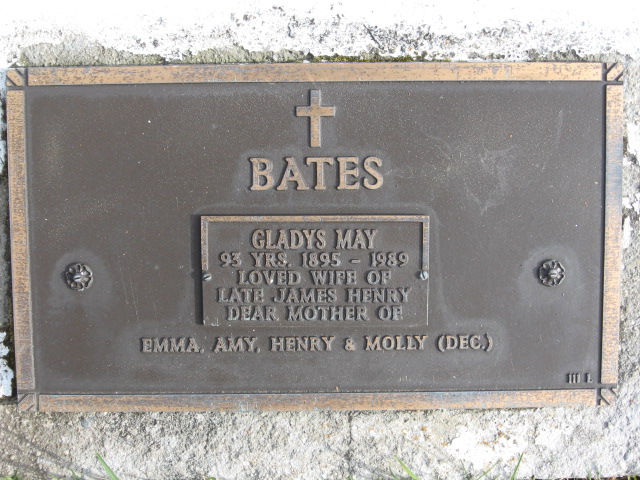 BATES
GLADYS MAY
93 YRS. 1895 - 1989
LOVED WIFE OF
LATE JAMES HENRY
DEAR MOTHER OF
EMMA, AMY, HENRY & MOLLY (DEC.)
III L